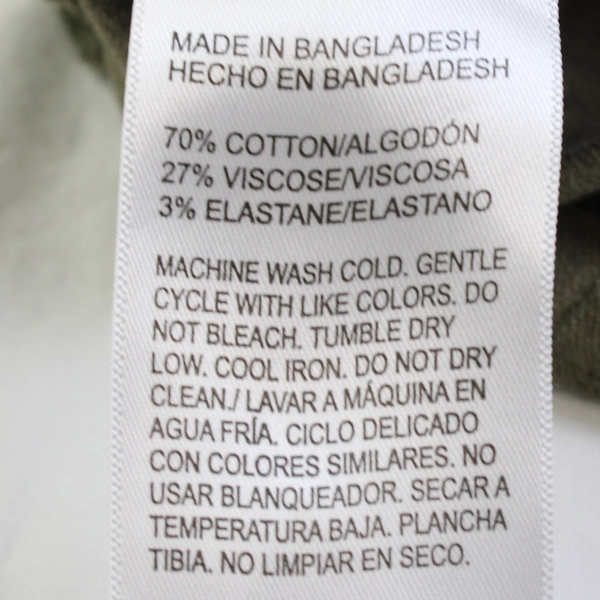 MADE IN BANGLADESH
HECHO EN BANGLADESH
70% COTTON/ALGODÓN
27% VISCOSE/VISCOSA
3% ELASTANE/ELASTANO
MACHINE WASH COLD. GENTLE
CYCLE WITH LIKE COLORS. DO
NOT BLEACH. TUMBLE DRY
LOW. COOL IRON. DO NOT DRY
CLEAN./ LAVAR A MÁQUINA EN
AGUA FRÍA. CICLO DELICADO
CON COLORES SIMILARES. NO
USAR BLANQUEADOR. SECAR A
TEMPERATURA BAJA. PLANCHA
TIBIA. NO LIMPIAR EN SECO.